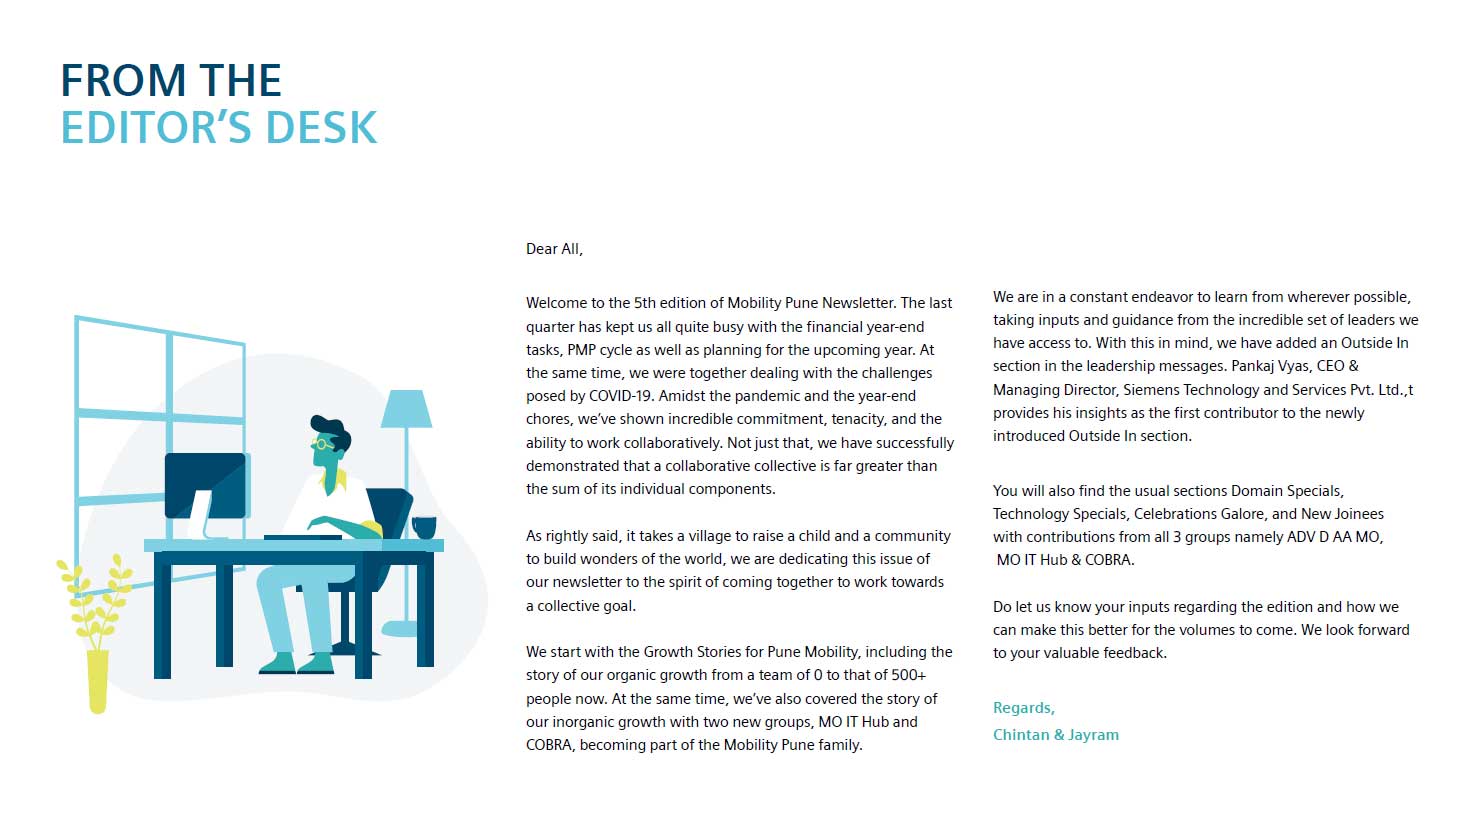 FROM THE
EDITOR’S DESK
Dear All,
Welcome to the 5th edition of Mobility Pune Newsletter. The last
quarter has kept us all quite busy with the financial year-end
tasks, PMP cycle as well as planning for the upcoming year. At
the same time, we were together dealing with the challenges
posed by COVID-19. Amidst the pandemic and the year-end
chores, we’ve shown incredible commitment, tenacity, and the
ability to work collaboratively. Not just that, we have successfully
demonstrated that a collaborative collective is far greater than
the sum of its individual components.
As rightly said, it takes a village to raise a child and a community
to build wonders of the world, we are dedicating this issue of
our newsletter to the spirit of coming together to work towards
a collective goal.
We start with the Growth Stories for Pune Mobility, including the
story of our organic growth from a team of 0 to that of 500+
people now. At the same time, we’ve also covered the story of
our inorganic growth with two new groups, MO IT Hub and
COBRA, becoming part of the Mobility Pune family.
We are in a constant endeavor to learn from wherever possible,
taking inputs and guidance from the incredible set of leaders we
have access to. With this in mind, we have added an Outside In
section in the leadership messages. Pankaj Vyas, CEO &
Managing Director, Siemens Technology and Services Pvt. Ltd.,t
provides his insights as the first contributor to the newly
introduced Outside In section.
You will also find the usual sections Domain Specials,
Technology Specials, Celebrations Galore, and New Joinees
with contributions from all 3 groups namely ADV D AA MO,
MO IT Hub & COBRA.
Do let us know your inputs regarding the edition and how we
can make this better for the volumes to come. We look forward
to your valuable feedback.
Regards,
Chintan & Jayram